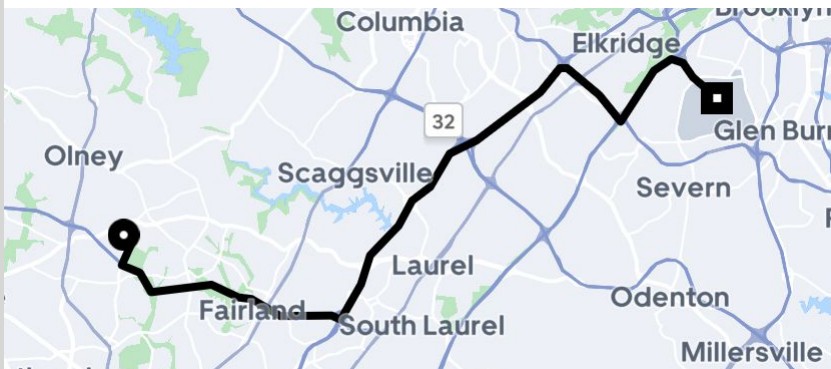 Columbia
Elkridge
32
Glen Burn
Olney
Scaggsville
Severn
Laurel
Fairland
Odenton
South Laurel
Millersville